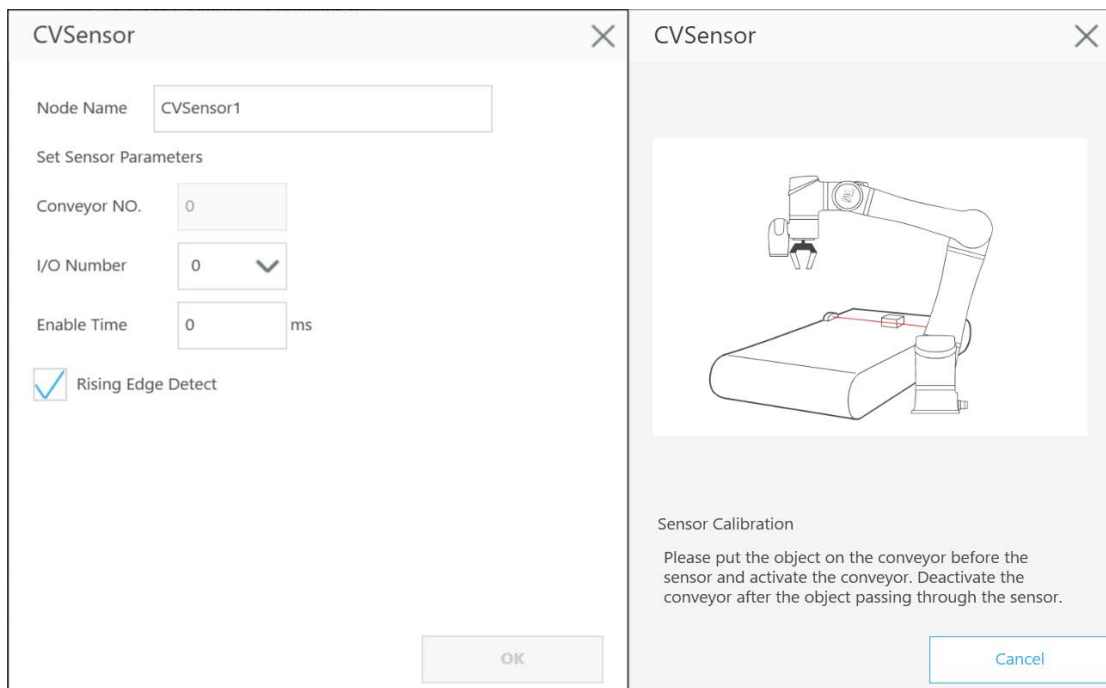 CVSensor
Node Name CVSensor1
Set Sensor Parameters
Conveyor NO. 0
I/O Number 0
Enable Time 0 ms
Rising Edge Detect
OK
CVSensor
Sensor Calibration
Please put the object on the conveyor before the
sensor and activate the conveyor. Deactivate the
conveyor after the object passing through the sensor.
Cancel